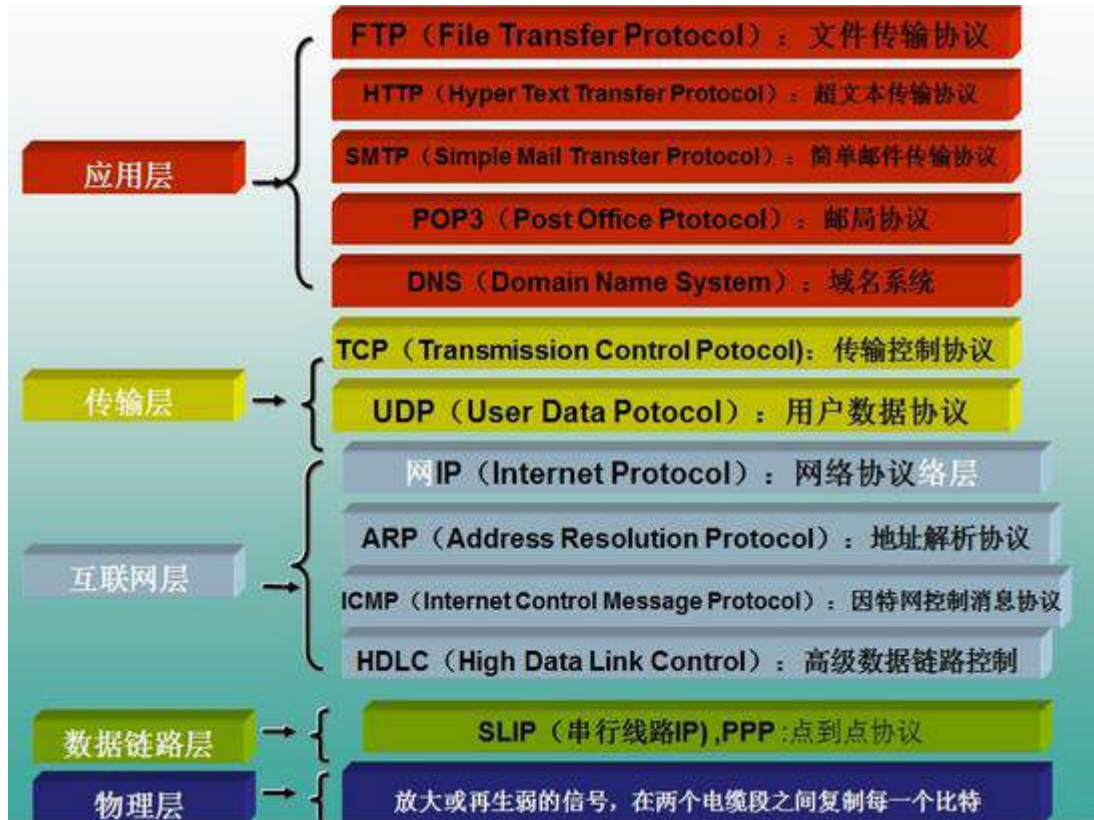 应用层
FTP（File Transfer Protocol）：文件传输协议
HTTP（Hyper Text Transfer Protocol）：超文本传输协议
SMTP（Simple Mail Transter Protocol）：简单邮件传输协议
POP3（Post Office Ptotocol）：邮局协议
DNS（Domain Name System）：域名系统
传输层
TCP（Transmission Control Potocol)：传输控制协议
UDP（User Data Potocol）：用户数据协议
互联网层
网IP（Internet Protocol）：网络协议络层
ARP（Address Resolution Protocol）：地址解析协议
ICMP（Internet Control Message Protocol）：因特网控制消息协议
HDLC（High Data Link Control）：高级数据链路控制
数据链路层
SLIP（串行线路IP) ,PPP :点到点协议
物理层
放大或再生弱的信号，在两个电缆段之间复制每一个比特